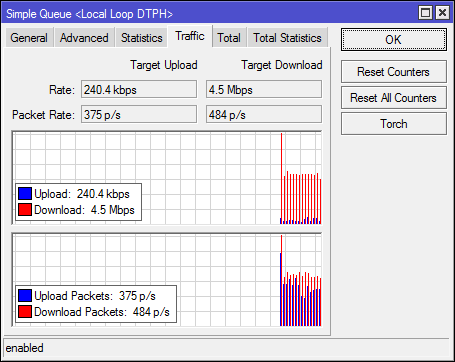 Simple Queue <Local Loop DTPH>
General Advanced Statistics Traffic Total Total Statistics
OK
Target Upload Target Download
Reset Counters
Rate: 240.4 kbps 4.5 Mbps
Reset All Counters
Packet Rate: 375 p/s 484 p/s
Torch
Upload: 240.4 kbps
Download: 4.5 Mbps
Upload Packets: 375 p/s
Download Packets: 484 p/s
enabled